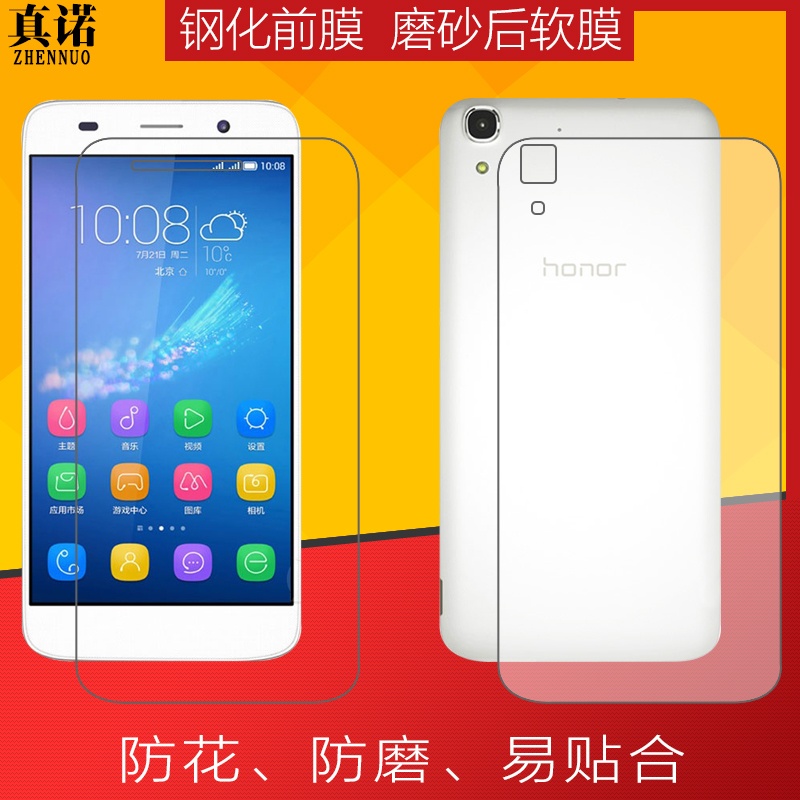 真诺
ZHENNUO
钢化前膜 磨砂后软膜
10:08
10:08
7月21日 周二
北京
10°c
10°/0°
honor
主题 音乐 视频 设置
应用市场 游戏中心 图库 相机
防花、防磨、易贴合